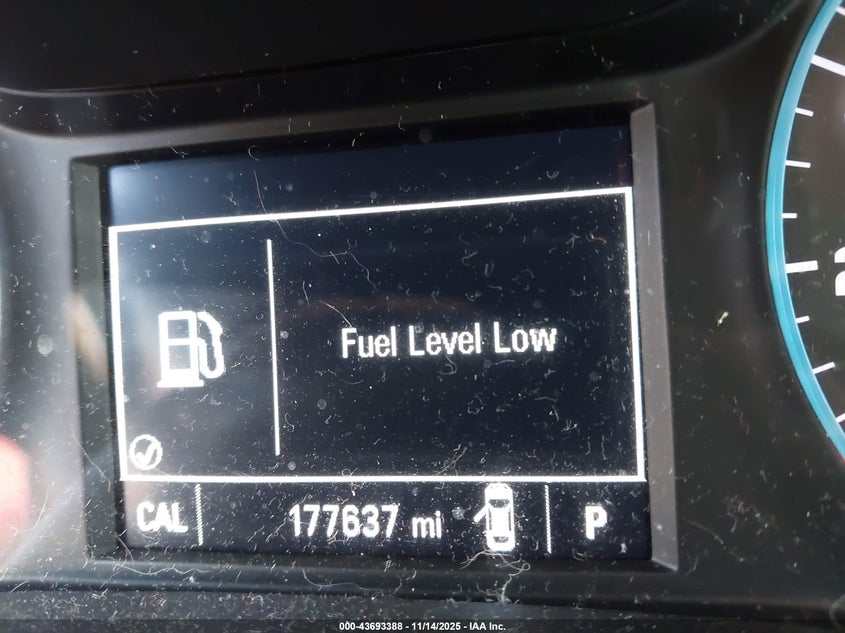 Fuel Level Low
CAL 177637 mi P
000-43693388 - 11/14/2025 - IAA Inc.